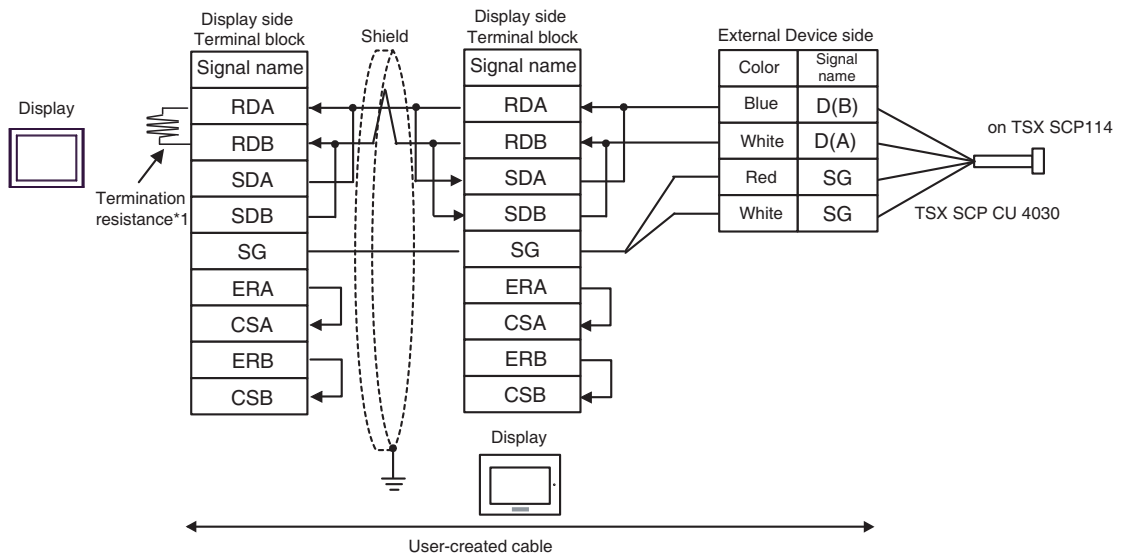 Display side
Terminal block
Shield
Display side
Terminal block
External Device side
Signal name
Signal name
Color
Signal
name
Display
RDA
RDA
Blue
D(B)
on TSX SCP114
RDB
RDB
White
D(A)
SDA
SDA
Red
SG
Termination
resistance*1
SDB
SDB
White
SG
TSX SCP CU 4030
SG
SG
ERA
ERA
CSA
CSA
ERB
ERB
CSB
CSB
Display
User-created cable